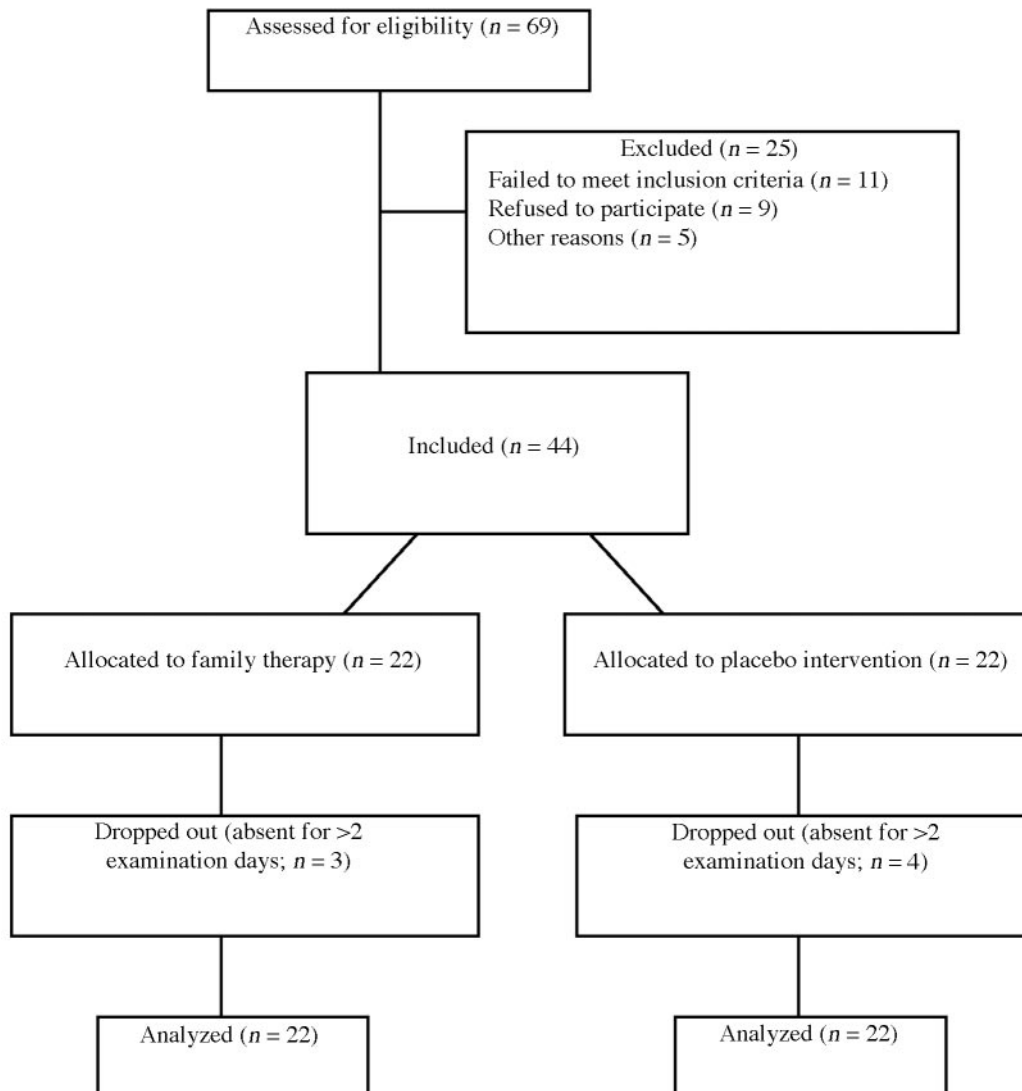 Assessed for eligibility (n = 69)
Excluded (n = 25)
Failed to meet inclusion criteria (n = 11)
Refused to participate (n = 9)
Other reasons (n = 5)
Included (n = 44)
Allocated to family therapy (n = 22)
Allocated to placebo intervention (n = 22)
Dropped out (absent for >2
examination days; n = 3)
Dropped out (absent for >2
examination days; n = 4)
Analyzed (n = 22)
Analyzed (n = 22)